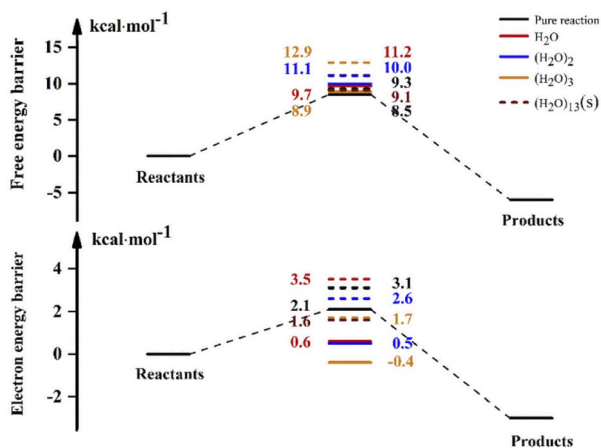 kcal·mol-1
Free energy barrier
15
10
5
0
-5
12.9
11.1
9.7
8.9
11.2
10.0
9.3
9.1
8.5
Reactants
Products
Pure reaction
H2O
(H2O)2
(H2O)3
(H2O)13(s)
kcal·mol-1
Electron energy barrier
4
2
0
-2
3.5
2.1
1.6
0.6
3.1
2.6
1.7
0.5
-0.4
Reactants
Products